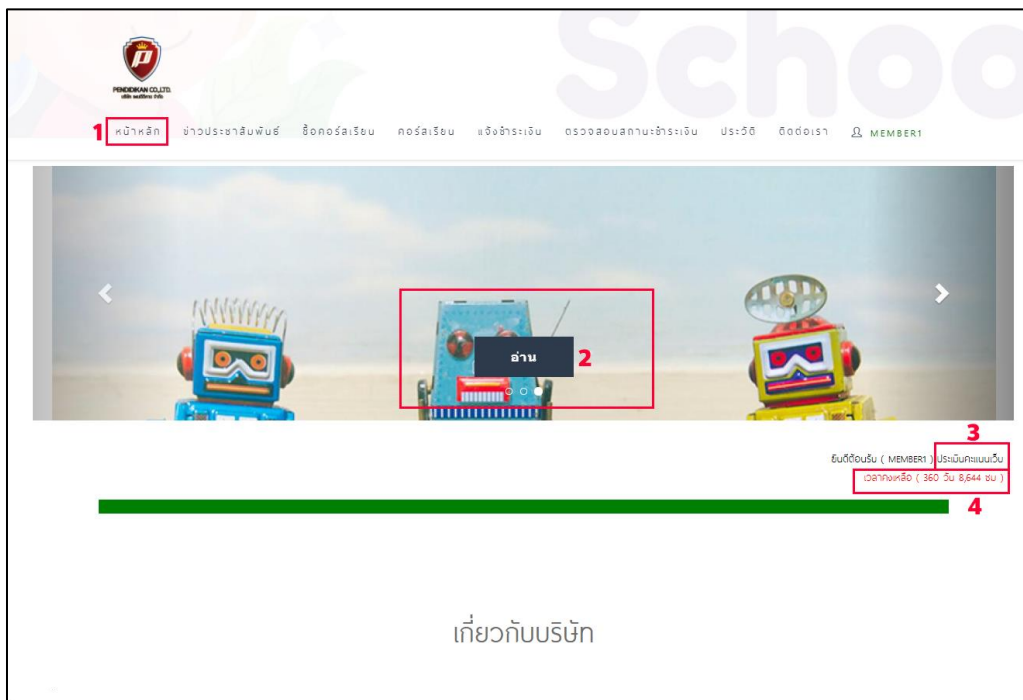 School
P
PENDIDIKAN CO.,LTD.
1 หน้าหลัก ข่าวประชาสัมพันธ์ ซื้อคอร์สเรียน คอร์สเรียน แจ้งชำระเงิน ตรวจสอบสถานะชำระเงิน ประวัติ ติดต่อเรา MEMBER1
อ่าน 2
3
ยินดีต้อนรับ ( MEMBER1 ) ประเมินคะแนนเว็บ
เวลาคงเหลือ ( 360 วัน 8,644 ชม )
4
เกี่ยวกับบริษัท